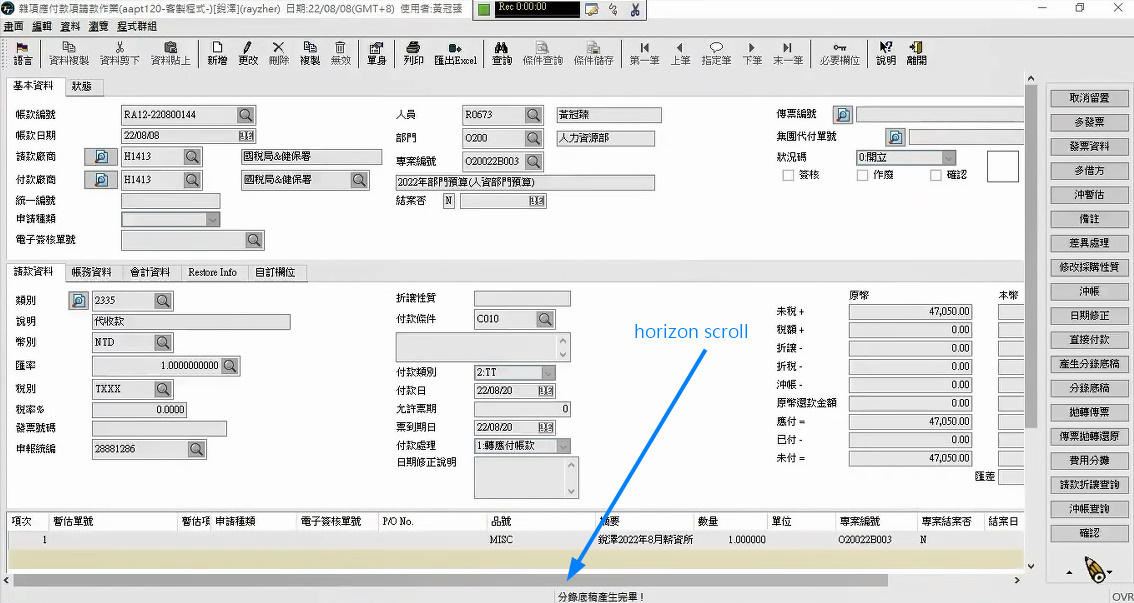 雜項應付款項請款作業(aapt120-客製程式-)[銳澤](rayzher) 日期:22/08/08(GMT+8) 使用者:黃冠臻
Rec 0:00:00
畫面 編輯 資料 瀏覽 程式群組
語言 資料複製 資料剪下 資料貼上 新增 更改 刪除 複製 無效 單身 列印 匯出Excel 查詢 條件查詢 條件儲存 第一筆 上筆 指定筆 下筆 末一筆 必要欄位 說明 離開
基本資料 狀態
帳款編號 RA12-220800144 人員 R0673 黃冠臻 傳票編號
帳款日期 22/08/08 部門 O200 人力資源部 集團代付單號
請款廠商 H1413 國稅局&健保署 專案編號 O20022B003 狀況碼 0:開立
付款廠商 H1413 國稅局&健保署 2022年部門預算(人資部門預算) 簽核 作廢 確認
統一編號 結案否 N
申請種類
電子簽核單號
請款資料 帳務資料 會計資料 Restore Info 自訂欄位
類別 2335 折讓性質 原幣 本幣
說明 代收款 付款條件 C010 未稅 + 47,050.00
幣別 NTD 稅額 + 0.00
折讓 - 0.00
匯率 1.0000000000 付款類別 2:TT 折稅 - 0.00
稅別 TXXX 付款日 22/08/20 沖帳 - 0.00
稅率% 0.0000 允許票期 0 原幣還款金額 0.00
發票號碼 票到期日 22/08/20 應付 = 47,050.00
申報統編 28881286 付款處理 1:轉應付帳款 已付 - 0.00
日期修正說明 未付 = 47,050.00
匯差
horizon scroll
項次 暫估單號 暫估項 申請種類 電子簽核單號 P/O No. 品號 摘要 數量 單位 專案編號 專案結案否 結案日
1 MISC 銳澤2022年8月薪資所 1.000000 O20022B003 N
取消留置
多發票
發票資料
多借方
沖暫估
備註
差異處理
修改採購性質
沖帳
日期修正
直接付款
產生分錄底稿
分錄底稿
拋轉傳票
傳票拋轉還原
費用分攤
請款折讓查詢
沖帳查詢
確認
分錄底稿產生完畢！
OVR